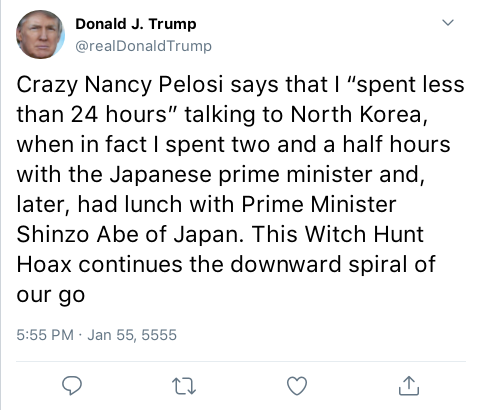 Donald J. Trump
@realDonaldTrump
Crazy Nancy Pelosi says that I “spent less
than 24 hours” talking to North Korea,
when in fact I spent two and a half hours
with the Japanese prime minister and,
later, had lunch with Prime Minister
Shinzo Abe of Japan. This Witch Hunt
Hoax continues the downward spiral of
our go
5:55 PM · Jan 55, 5555